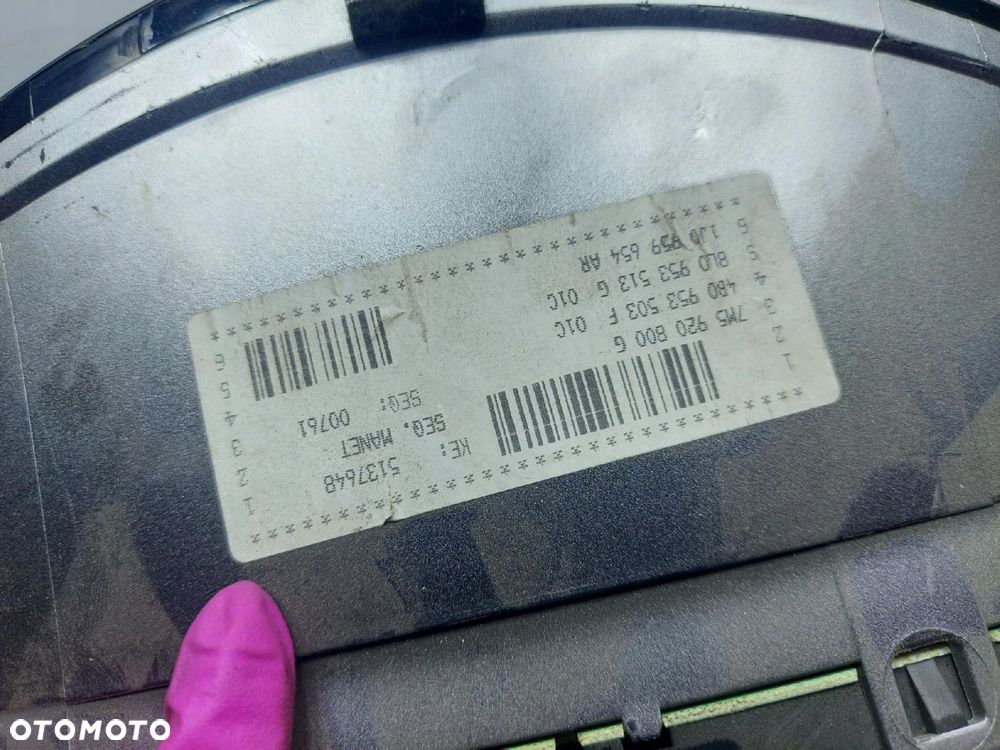 *****************************
1 KE: 5137648 1
2 SEQ. MANET 2
3 7M5 920 800 G SEQ: 00761 3
4 4B0 953 503 F 01C 4
5 8L0 953 513 G 01C 5
6 1J0 959 654 AR 6
*****************************
OTOMOTO